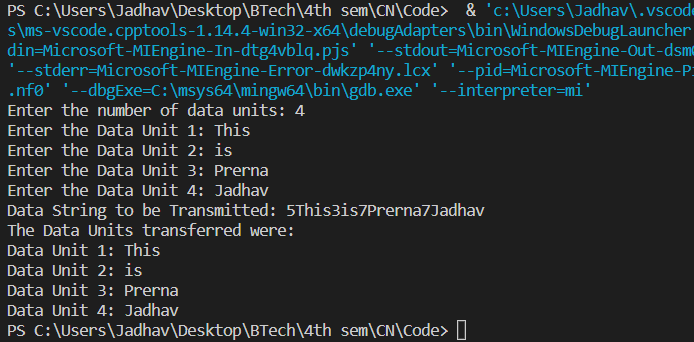 PS C:\Users\Jadhav\Desktop\BTech\4th sem\CN\Code>  & 'c:\Users\Jadhav\.vscode
s\ms-vscode.cpptools-1.14.4-win32-x64\debugAdapters\bin\WindowsDebugLauncher
din=Microsoft-MIEngine-In-dtg4vblq.pjs' '--stdout=Microsoft-MIEngine-Out-dsm
'--stderr=Microsoft-MIEngine-Error-dwkzp4ny.lcx' '--pid=Microsoft-MIEngine-P
.nf0' '--dbgExe=C:\msys64\mingw64\bin\gdb.exe' '--interpreter=mi'
Enter the number of data units: 4
Enter the Data Unit 1: This
Enter the Data Unit 2: is
Enter the Data Unit 3: Prerna
Enter the Data Unit 4: Jadhav
Data String to be Transmitted: 5This3is7Prerna7Jadhav
The Data Units transferred were:
Data Unit 1: This
Data Unit 2: is
Data Unit 3: Prerna
Data Unit 4: Jadhav
PS C:\Users\Jadhav\Desktop\BTech\4th sem\CN\Code>